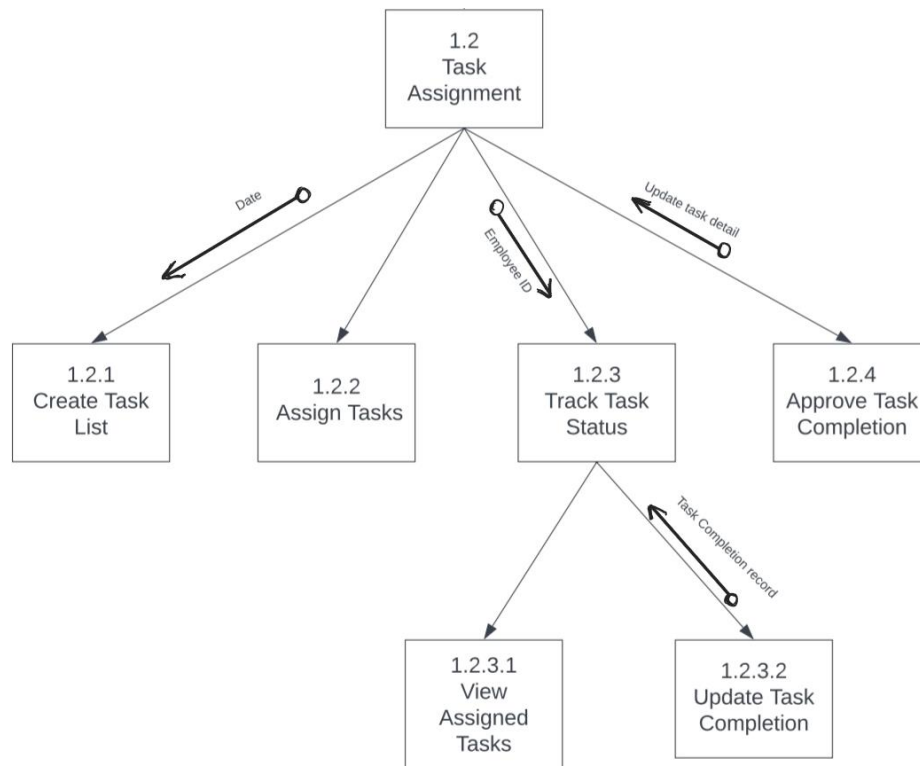 1.2
Task
Assignment
Date
Employee ID
Update task detail
1.2.1
Create Task
List
1.2.2
Assign Tasks
1.2.3
Track Task
Status
1.2.4
Approve Task
Completion
Task Completion record
1.2.3.1
View
Assigned
Tasks
1.2.3.2
Update Task
Completion